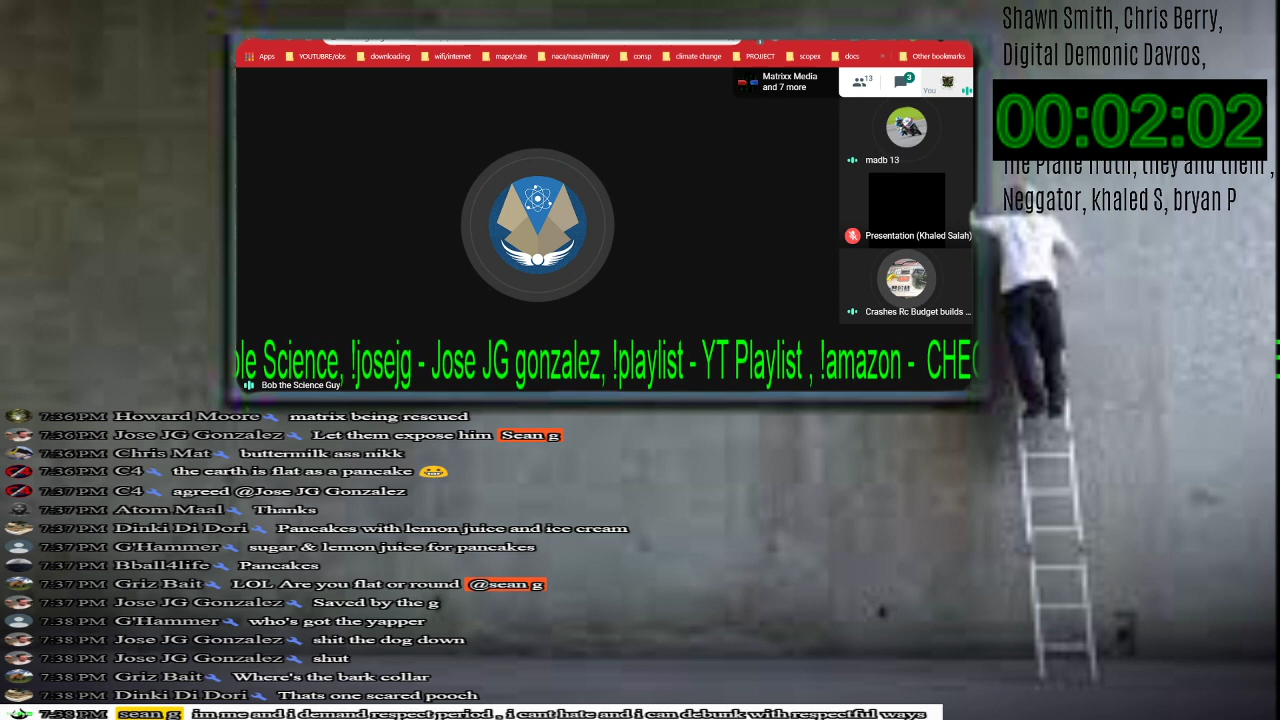 Shawn Smith, Chris Berry,
Digital Demonic Davros,
00:02:02
The Plane Truth, they and them ,
Neggator, khaled S, bryan P
Apps YOUTUBRE/obs downloading wifi/internet maps/sate naca/nasa/militrary consp climate change PROJECT scopex docs Other bookmarks
Matrixx Media
and 7 more
13
3
You
madb 13
Presentation (Khaled Salah)
Crashes Rc Budget builds ...
ble Science, !josejg - Jose JG gonzalez, !playlist - YT Playlist , !amazon - CHEC
Bob the Science Guy
7:36 PM Howard Moore matrix being rescued
7:36 PM Jose JG Gonzalez Let them expose him Sean g
7:36 PM Chris Mat buttermilk ass nikk
7:36 PM C4 the earth is flat as a pancake 😁
7:37 PM C4 agreed @Jose JG Gonzalez
7:37 PM Atom Maal Thanks
7:37 PM Dinki Di Dori Pancakes with lemon juice and ice cream
7:37 PM G'Hammer sugar & lemon juice for pancakes
7:37 PM Bball4life Pancakes
7:37 PM Griz Bait LOL Are you flat or round @sean g
7:37 PM Jose JG Gonzalez Saved by the g
7:38 PM G'Hammer who's got the yapper
7:38 PM Jose JG Gonzalez shit the dog down
7:38 PM Jose JG Gonzalez shut
7:38 PM Griz Bait Where's the bark collar
7:38 PM Dinki Di Dori Thats one scared pooch
7:38 PM sean g im me and i demand respect period , i cant hate and i can debunk with respectful ways